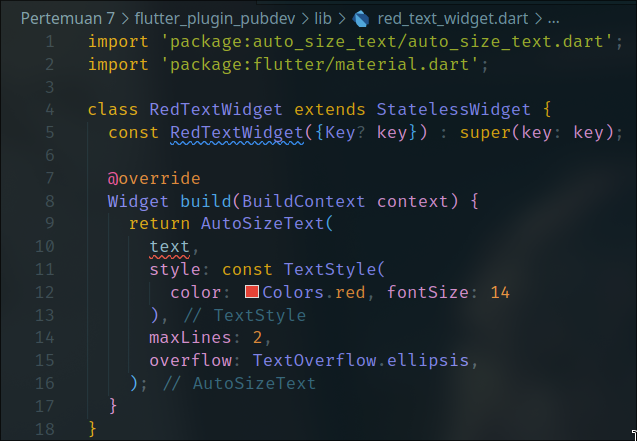 Pertemuan 7 > flutter_plugin_pubdev > lib > red_text_widget.dart > ...
1 import 'package:auto_size_text/auto_size_text.dart';
2 import 'package:flutter/material.dart';
3
4 class RedTextWidget extends StatelessWidget {
5   const RedTextWidget({Key? key}) : super(key: key);
6
7   @override
8   Widget build(BuildContext context) {
9     return AutoSizeText(
10       text,
11       style: const TextStyle(
12         color: Colors.red, fontSize: 14
13       ), // TextStyle
14       maxLines: 2,
15       overflow: TextOverflow.ellipsis,
16     ); // AutoSizeText
17   }
18 }